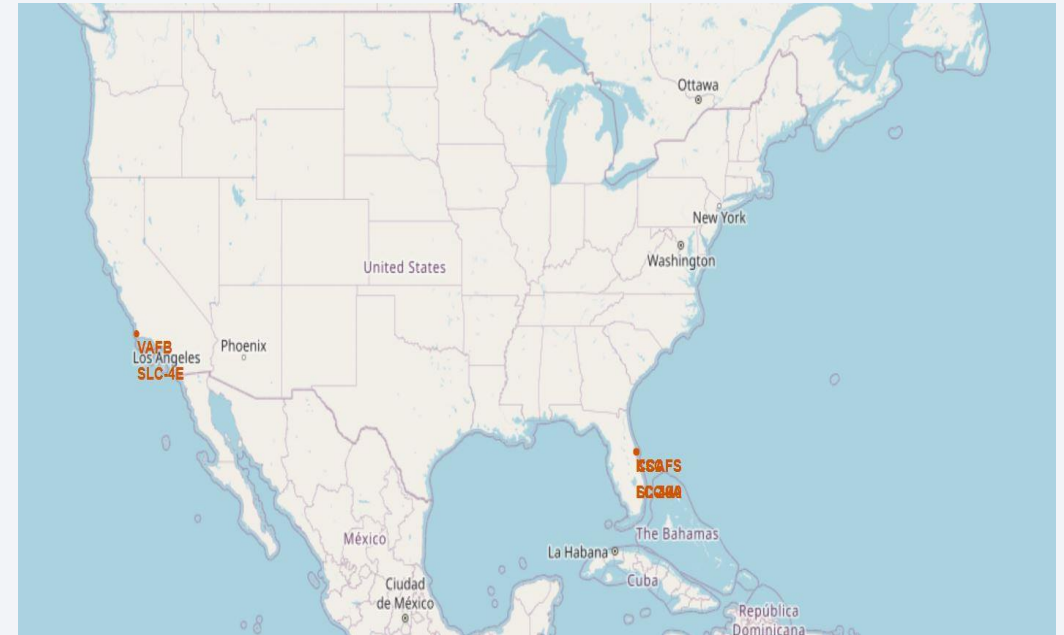 Ottawa
New York
Washington
United States
Phoenix
VAFB
Los Angeles
SLC-4E
México
The Bahamas
La Habana
Cuba
Ciudad
de México
República
Dominicana